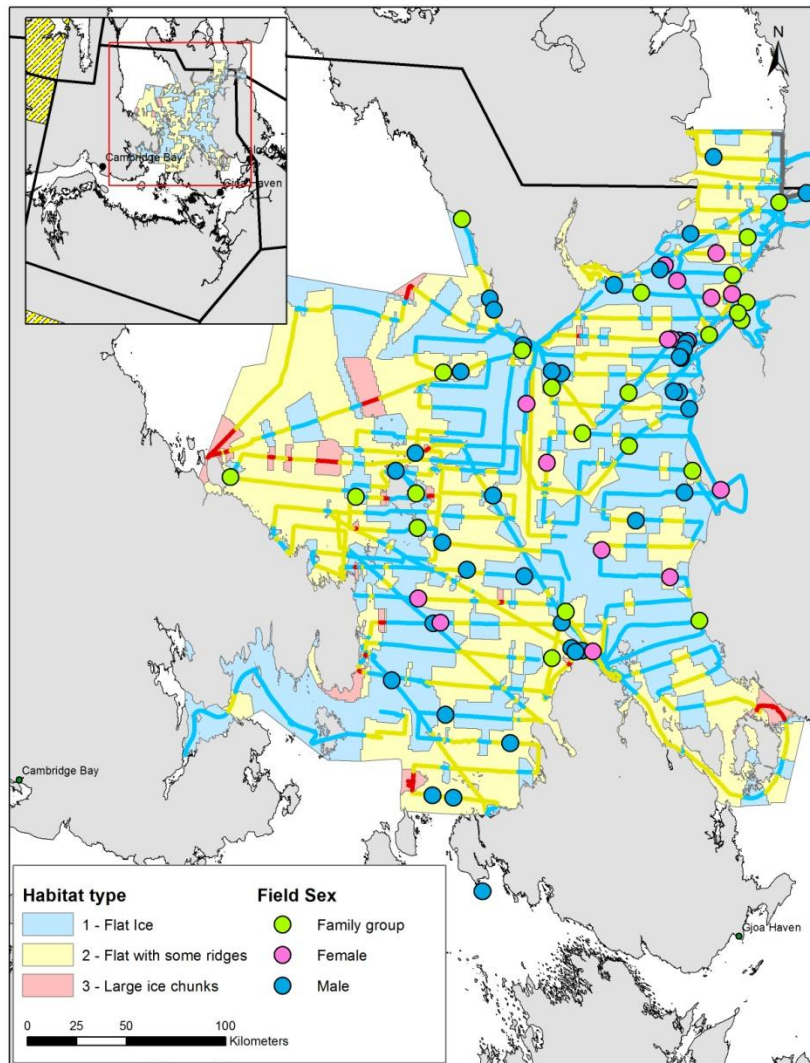 N
Cambridge Bay
Gjoa Haven
Cambridge Bay
Gjoa Haven
Habitat type
1 - Flat Ice
2 - Flat with some ridges
3 - Large ice chunks
Field Sex
Family group
Female
Male
0
25
50
100
Kilometers